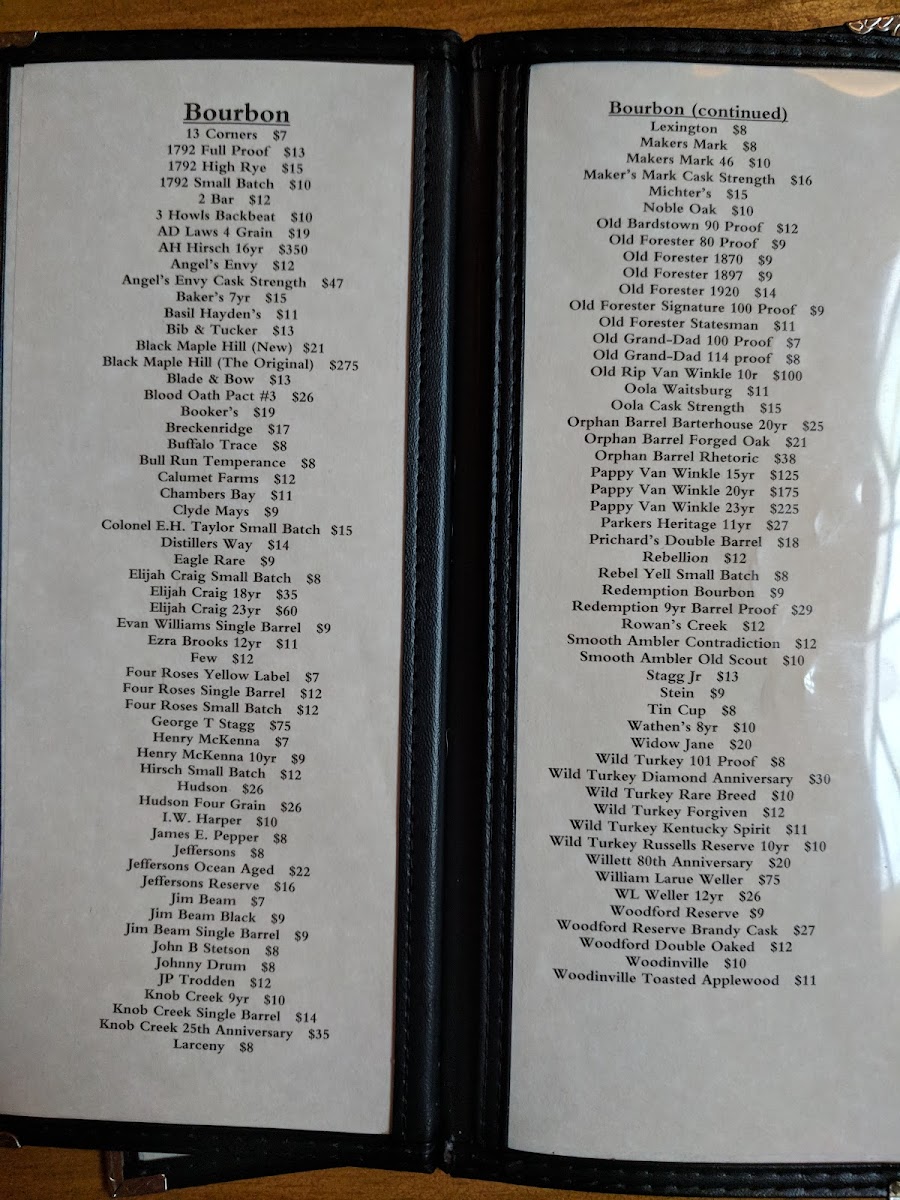 Bourbon
13 Corners $7
1792 Full Proof $13
1792 High Rye $15
1792 Small Batch $10
2 Bar $12
3 Howls Backbeat $10
AD Laws 4 Grain $19
AH Hirsch 16yr $350
Angel's Envy $12
Angel's Envy Cask Strength $47
Baker's 7yr $15
Basil Hayden's $11
Bib & Tucker $13
Black Maple Hill (New) $21
Black Maple Hill (The Original) $275
Blade & Bow $13
Blood Oath Pact #3 $26
Booker's $19
Breckenridge $17
Buffalo Trace $8
Bull Run Temperance $8
Calumet Farms $12
Chambers Bay $11
Clyde Mays $9
Colonel E.H. Taylor Small Batch $15
Distillers Way $14
Eagle Rare $9
Elijah Craig Small Batch $8
Elijah Craig 18yr $35
Elijah Craig 23yr $60
Evan Williams Single Barrel $9
Ezra Brooks 12yr $11
Few $12
Four Roses Yellow Label $7
Four Roses Single Barrel $12
Four Roses Small Batch $12
George T Stagg $75
Henry McKenna $7
Henry McKenna 10yr $9
Hirsch Small Batch $12
Hudson $26
Hudson Four Grain $26
I.W. Harper $10
James E. Pepper $8
Jeffersons $8
Jeffersons Ocean Aged $22
Jeffersons Reserve $16
Jim Beam $7
Jim Beam Black $9
Jim Beam Single Barrel $9
John B Stetson $8
Johnny Drum $8
JP Trodden $12
Knob Creek 9yr $10
Knob Creek Single Barrel $14
Knob Creek 25th Anniversary $35
Larceny $8
Bourbon (continued)
Lexington $8
Makers Mark $8
Makers Mark 46 $10
Maker's Mark Cask Strength $16
Michter's $15
Noble Oak $10
Old Bardstown 90 Proof $12
Old Forester 80 Proof $9
Old Forester 1870 $9
Old Forester 1897 $9
Old Forester 1920 $14
Old Forester Signature 100 Proof $9
Old Forester Statesman $11
Old Grand-Dad 100 Proof $7
Old Grand-Dad 114 proof $8
Old Rip Van Winkle 10r $100
Oola Waitsburg $11
Oola Cask Strength $15
Orphan Barrel Barterhouse 20yr $25
Orphan Barrel Forged Oak $21
Orphan Barrel Rhetoric $38
Pappy Van Winkle 15yr $125
Pappy Van Winkle 20yr $175
Pappy Van Winkle 23yr $225
Parkers Heritage 11yr $27
Prichard's Double Barrel $18
Rebellion $12
Rebel Yell Small Batch $8
Redemption Bourbon $9
Redemption 9yr Barrel Proof $29
Rowan's Creek $12
Smooth Ambler Contradiction $12
Smooth Ambler Old Scout $10
Stagg Jr $13
Stein $9
Tin Cup $8
Wathen's 8yr $10
Widow Jane $20
Wild Turkey 101 Proof $8
Wild Turkey Diamond Anniversary $30
Wild Turkey Rare Breed $10
Wild Turkey Forgiven $12
Wild Turkey Kentucky Spirit $11
Wild Turkey Russells Reserve 10yr $10
Willett 80th Anniversary $20
William Larue Weller $75
WL Weller 12yr $26
Woodford Reserve $9
Woodford Reserve Brandy Cask $27
Woodford Double Oaked $12
Woodinville $10
Woodinville Toasted Applewood $11